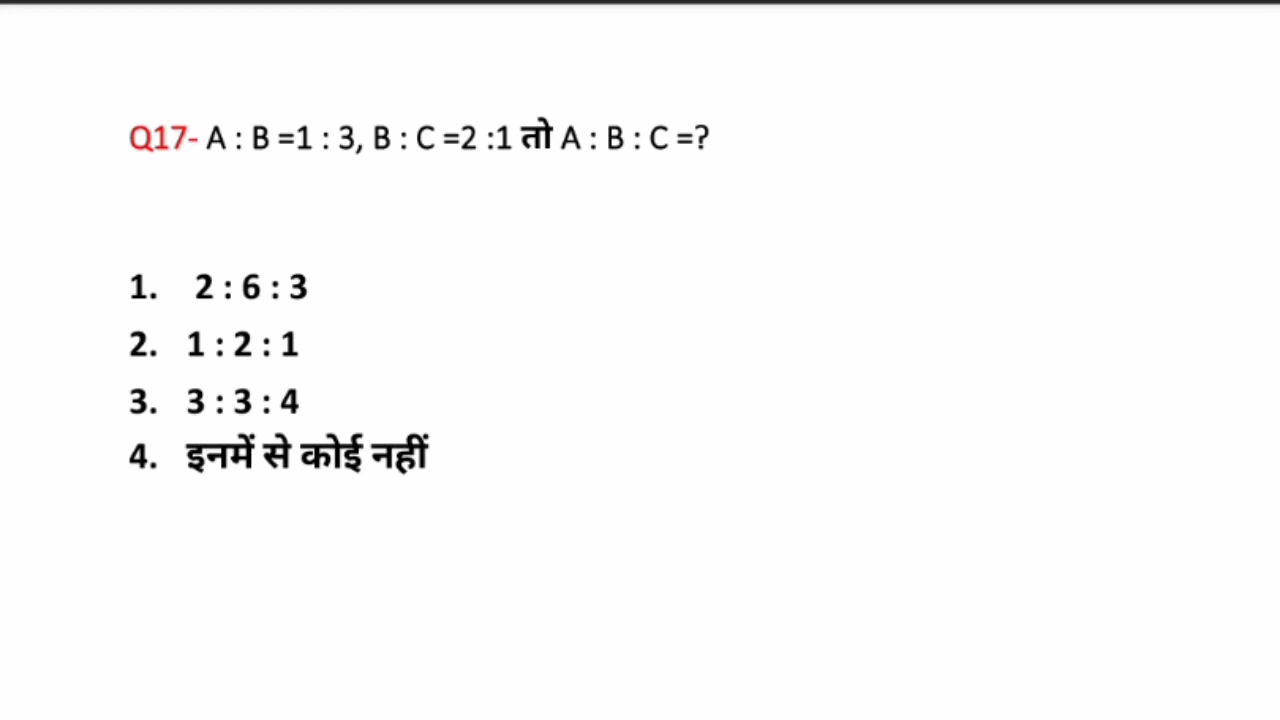 Q17- A : B =1 : 3, B : C =2 :1 तो A : B : C =?
1. 2 : 6 : 3
2. 1 : 2 : 1
3. 3 : 3 : 4
4. इनमें से कोई नहीं